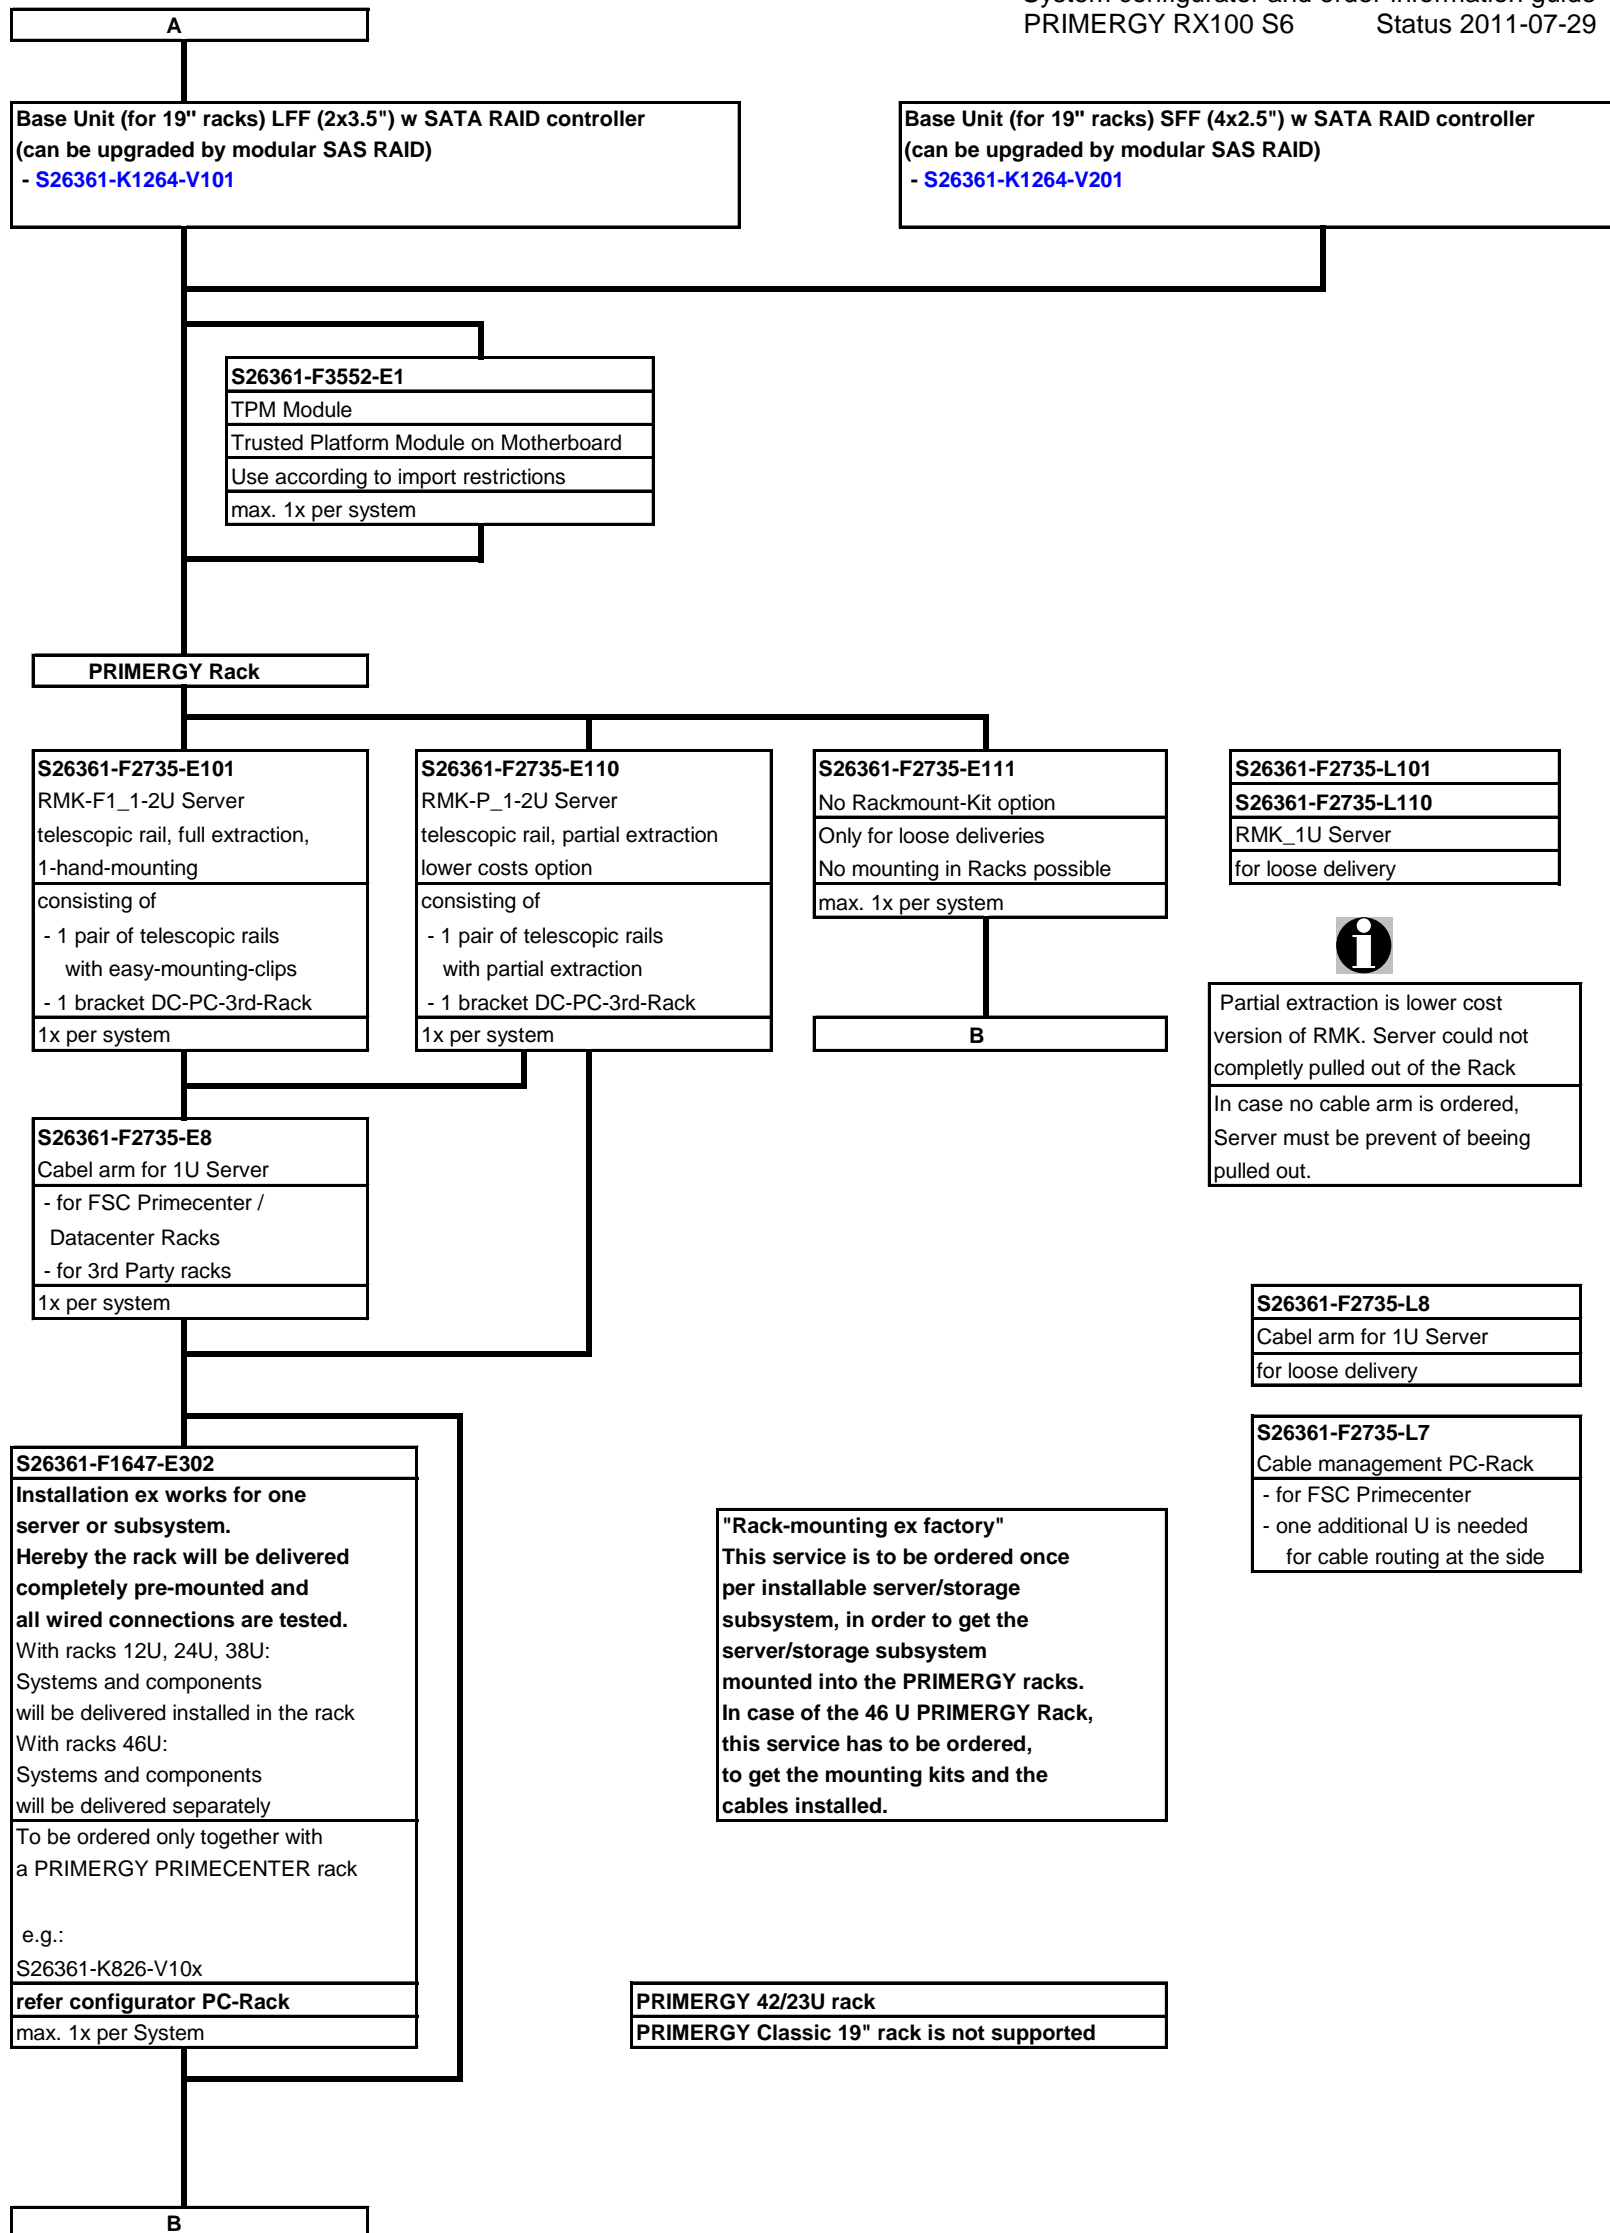 System configurator and order-information guide
PRIMERGY RX100 S6 Status 2011-07-29
A
Base Unit (for 19" racks) LFF (2x3.5") w SATA RAID controller
(can be upgraded by modular SAS RAID)
- S26361-K1264-V101
Base Unit (for 19" racks) SFF (4x2.5") w SATA RAID controller
(can be upgraded by modular SAS RAID)
- S26361-K1264-V201
S26361-F3552-E1
TPM Module
Trusted Platform Module on Motherboard
Use according to import restrictions
max. 1x per system
PRIMERGY Rack
S26361-F2735-E101
RMK-F1_1-2U Server
telescopic rail, full extraction,
1-hand-mounting
consisting of
- 1 pair of telescopic rails
with easy-mounting-clips
- 1 bracket DC-PC-3rd-Rack
1x per system
S26361-F2735-E110
RMK-P_1-2U Server
telescopic rail, partial extraction
lower costs option
consisting of
- 1 pair of telescopic rails
with partial extraction
- 1 bracket DC-PC-3rd-Rack
1x per system
S26361-F2735-E111
No Rackmount-Kit option
Only for loose deliveries
No mounting in Racks possible
max. 1x per system
B
S26361-F2735-L101
S26361-F2735-L110
RMK_1U Server
for loose delivery
i
Partial extraction is lower cost
version of RMK. Server could not
completly pulled out of the Rack
In case no cable arm is ordered,
Server must be prevent of beeing
pulled out.
S26361-F2735-E8
Cabel arm for 1U Server
- for FSC Primecenter /
Datacenter Racks
- for 3rd Party racks
1x per system
S26361-F2735-L8
Cabel arm for 1U Server
for loose delivery
S26361-F2735-L7
Cable management PC-Rack
- for FSC Primecenter
- one additional U is needed
for cable routing at the side
S26361-F1647-E302
Installation ex works for one
server or subsystem.
Hereby the rack will be delivered
completely pre-mounted and
all wired connections are tested.
With racks 12U, 24U, 38U:
Systems and components
will be delivered installed in the rack
With racks 46U:
Systems and components
will be delivered separately
To be ordered only together with
a PRIMERGY PRIMECENTER rack
e.g.:
S26361-K826-V10x
refer configurator PC-Rack
max. 1x per System
"Rack-mounting ex factory"
This service is to be ordered once
per installable server/storage
subsystem, in order to get the
server/storage subsystem
mounted into the PRIMERGY racks.
In case of the 46 U PRIMERGY Rack,
this service has to be ordered,
to get the mounting kits and the
cables installed.
PRIMERGY 42/23U rack
PRIMERGY Classic 19" rack is not supported
B